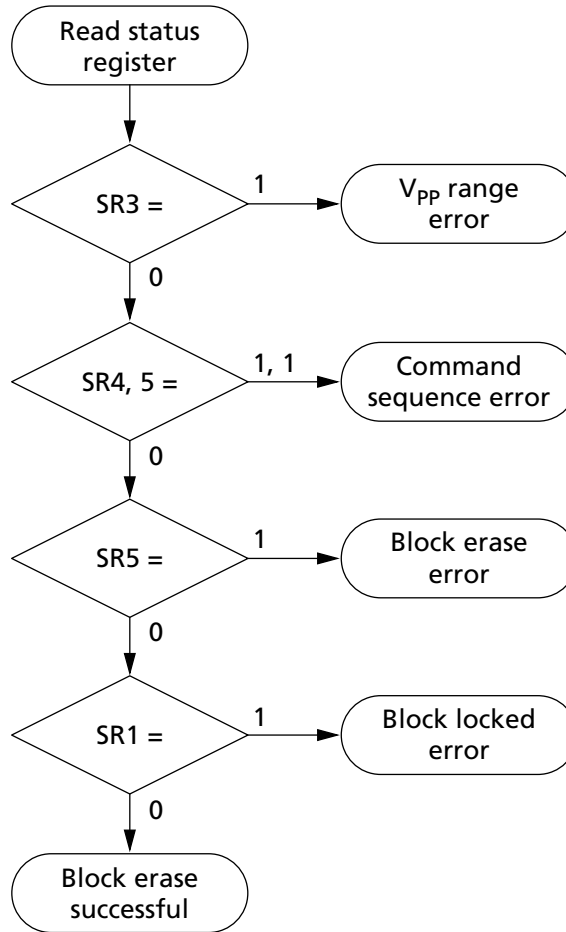 Read status
register
SR3 =
1
V_PP range
error
0
SR4, 5 =
1, 1
Command
sequence error
0
SR5 =
1
Block erase
error
0
SR1 =
1
Block locked
error
0
Block erase
successful